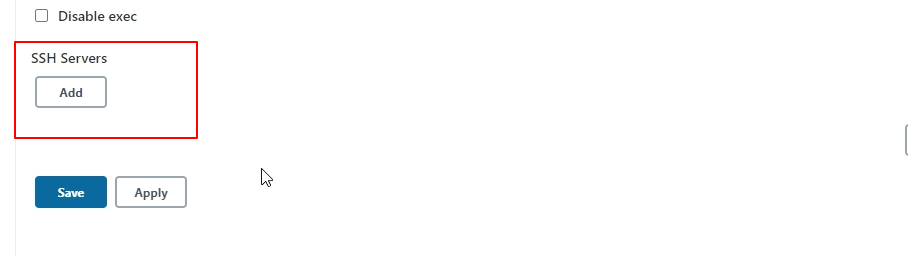 Disable exec
SSH Servers
Add
Save Apply